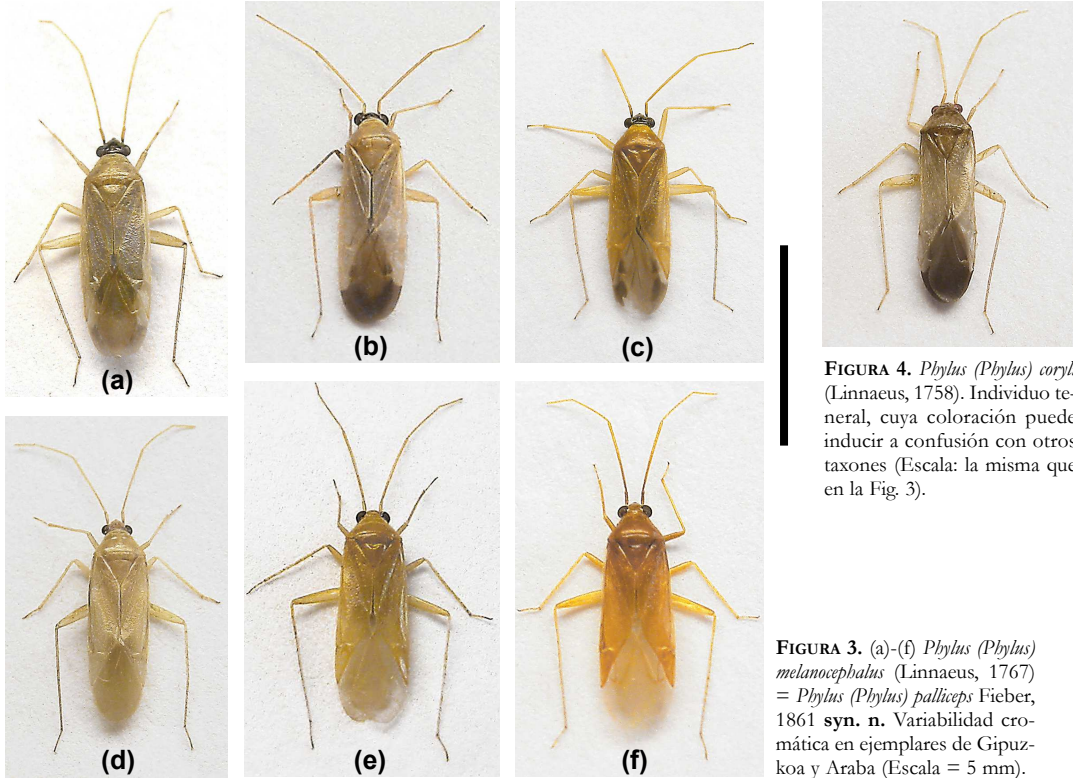 (a)
(b)
(c)
FIGURA 4. Phylus (Phylus) coryli
(Linnaeus, 1758). Individuo te-
neral, cuya coloración puede
inducir a confusión con otros
taxones (Escala: la misma que
en la Fig. 3).
(d)
(e)
(f)
FIGURA 3. (a)-(f) Phylus (Phylus)
melanocephalus (Linnaeus, 1767)
= Phylus (Phylus) palliceps Fieber,
1861 syn. n. Variabilidad cro-
mática en ejemplares de Gipuz-
koa y Araba (Escala = 5 mm).